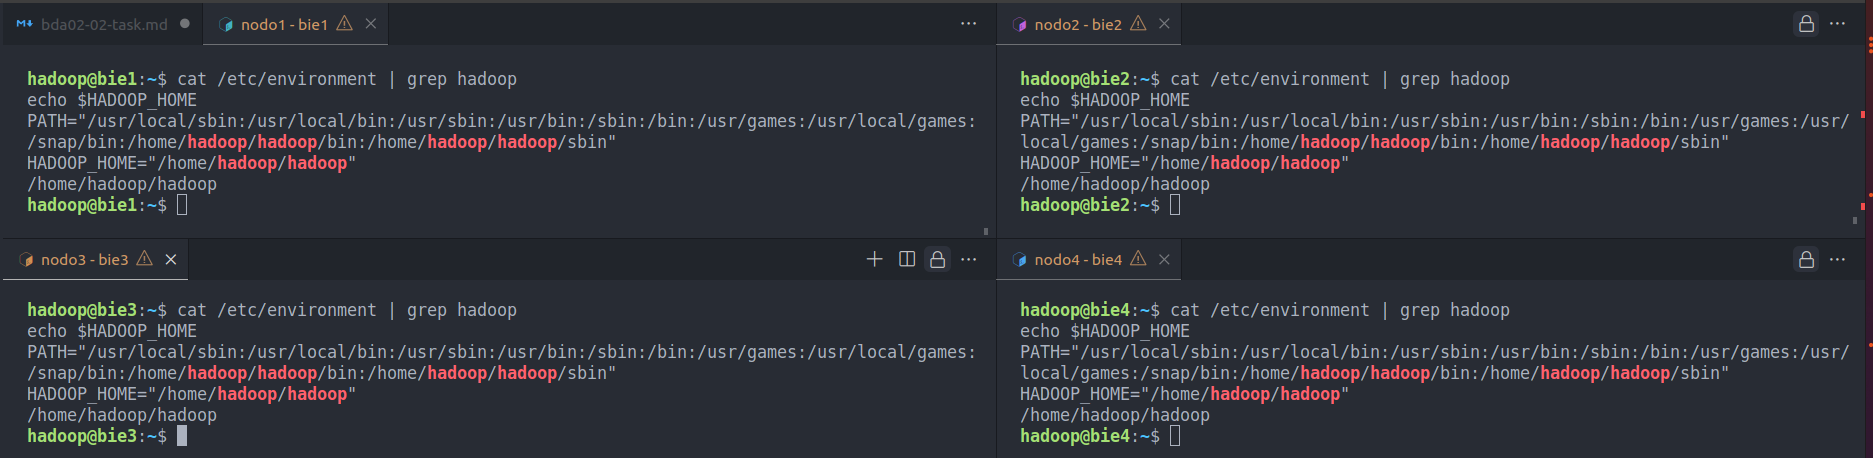 bda02-02-task.md
nodo1 - bie1
hadoop@bie1:~$ cat /etc/environment | grep hadoop
echo $HADOOP_HOME
PATH="/usr/local/sbin:/usr/local/bin:/usr/sbin:/usr/bin:/sbin:/bin:/usr/games:/usr/local/games:
/snap/bin:/home/hadoop/hadoop/bin:/home/hadoop/hadoop/sbin"
HADOOP_HOME="/home/hadoop/hadoop"
/home/hadoop/hadoop
hadoop@bie1:~$
nodo2 - bie2
hadoop@bie2:~$ cat /etc/environment | grep hadoop
echo $HADOOP_HOME
PATH="/usr/local/sbin:/usr/local/bin:/usr/sbin:/usr/bin:/sbin:/bin:/usr/games:/usr/
local/games:/snap/bin:/home/hadoop/hadoop/bin:/home/hadoop/hadoop/sbin"
HADOOP_HOME="/home/hadoop/hadoop"
/home/hadoop/hadoop
hadoop@bie2:~$
nodo3 - bie3
hadoop@bie3:~$ cat /etc/environment | grep hadoop
echo $HADOOP_HOME
PATH="/usr/local/sbin:/usr/local/bin:/usr/sbin:/usr/bin:/sbin:/bin:/usr/games:/usr/local/games:
/snap/bin:/home/hadoop/hadoop/bin:/home/hadoop/hadoop/sbin"
HADOOP_HOME="/home/hadoop/hadoop"
/home/hadoop/hadoop
hadoop@bie3:~$
nodo4 - bie4
hadoop@bie4:~$ cat /etc/environment | grep hadoop
echo $HADOOP_HOME
PATH="/usr/local/sbin:/usr/local/bin:/usr/sbin:/usr/bin:/sbin:/bin:/usr/games:/usr/
local/games:/snap/bin:/home/hadoop/hadoop/bin:/home/hadoop/hadoop/sbin"
HADOOP_HOME="/home/hadoop/hadoop"
/home/hadoop/hadoop
hadoop@bie4:~$